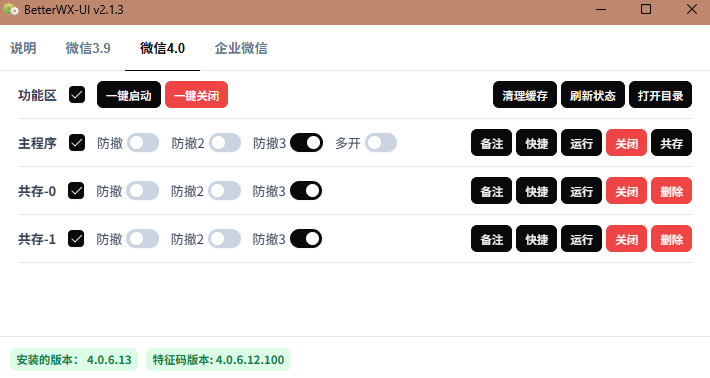 BetterWX-UI v2.1.3
说明 微信3.9 微信4.0 企业微信
功能区 一键启动 一键关闭 清理缓存 刷新状态 打开目录
主程序 防撤 防撤2 防撤3 多开 备注 快捷 运行 关闭 共存
共存-0 防撤 防撤2 防撤3 备注 快捷 运行 关闭 删除
共存-1 防撤 防撤2 防撤3 备注 快捷 运行 关闭 删除
安装的版本： 4.0.6.13 特征码版本: 4.0.6.12.100